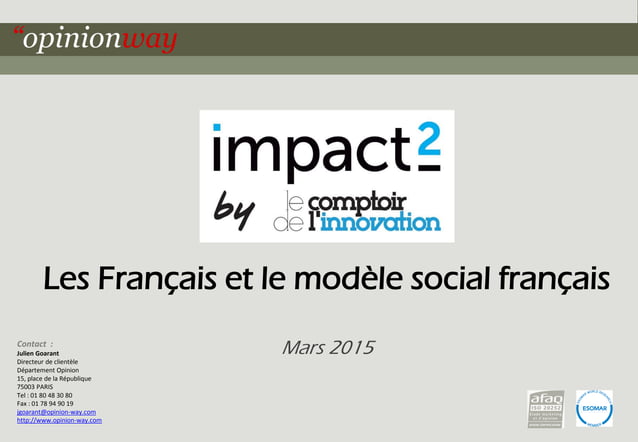 “opinionway
impact²
by le comptoir
de l'innovation
Les Français et le modèle social français
Mars 2015
Contact :
Julien Goarant
Directeur de clientèle
Département Opinion
15, place de la République
75003 PARIS
Tel : 01 80 48 30 80
Fax : 01 78 94 90 19
jgoarant@opinion-way.com
http://www.opinion-way.com
afaq
ISO 20252
ESOMAR
MEMBER